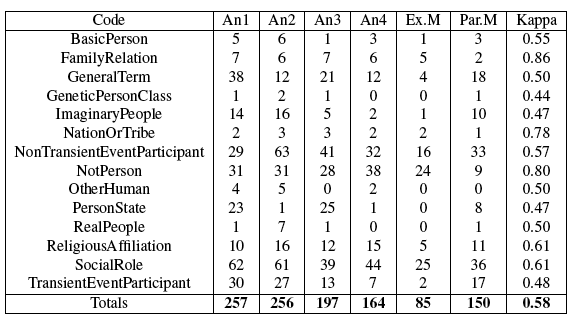 Code An1 An2 An3 An4 Ex.M Par.M Kappa
BasicPerson 5 6 1 3 1 3 0.55
FamilyRelation 7 6 7 6 5 2 0.86
GeneralTerm 38 12 21 12 4 18 0.50
GeneticPersonClass 1 2 1 0 0 1 0.44
ImaginaryPeople 14 16 5 2 1 10 0.47
NationOrTribe 2 3 3 2 2 1 0.78
NonTransientEventParticipant 29 63 41 32 16 33 0.57
NotPerson 31 31 28 38 24 9 0.80
OtherHuman 4 5 0 2 0 0 0.50
PersonState 23 1 25 1 0 8 0.47
RealPeople 1 7 1 0 0 1 0.50
ReligiousAffiliation 10 16 12 15 5 11 0.61
SocialRole 62 61 39 44 25 36 0.61
TransientEventParticipant 30 27 13 7 2 17 0.48
Totals 257 256 197 164 85 150 0.58